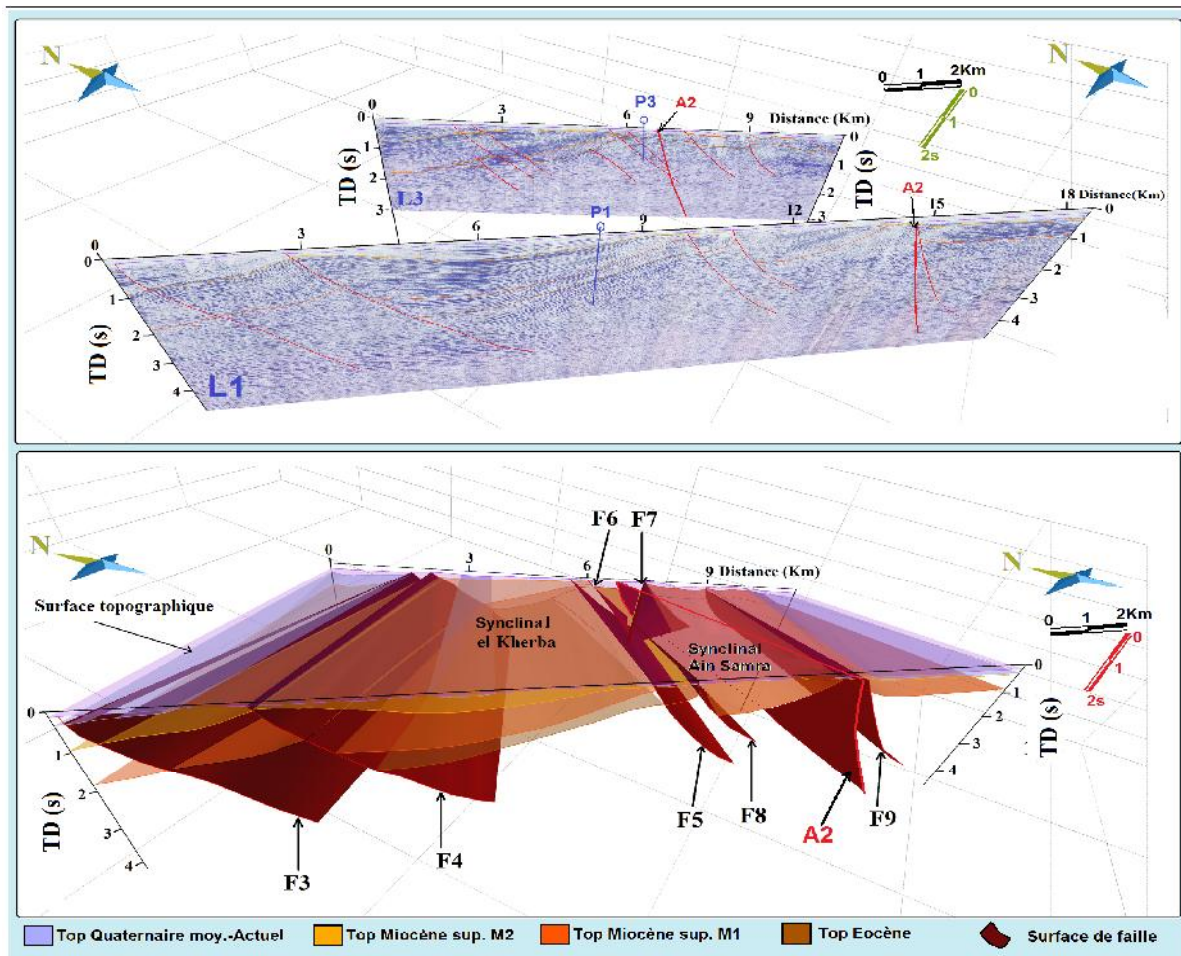 N
N
0 1 2Km
0
1
2s
0 3 6 P3 A2 9 Distance (Km) 0
TD (s)
1
2
3
L3
1
2
3
TD (s)
A2
0 3 6 P1 9 12 15 18 Distance(Km) 0
TD (s)
1
2
3
4
L1
1
2
3
4
TD (s)
N
N
F6 F7
0 3 6 9 Distance (Km)
Surface topographique
Synclinal
el Kherba
Synclinal
Ain Samra
0 1 2Km
0
1
2s
0
1
2
3
4
TD (s)
0
1
2
3
4
TD (s)
F3
F4
F5
F8
A2
F9
Top Quaternaire moy.-Actuel
Top Miocène sup. M2
Top Miocène sup. M1
Top Eocène
Surface de faille